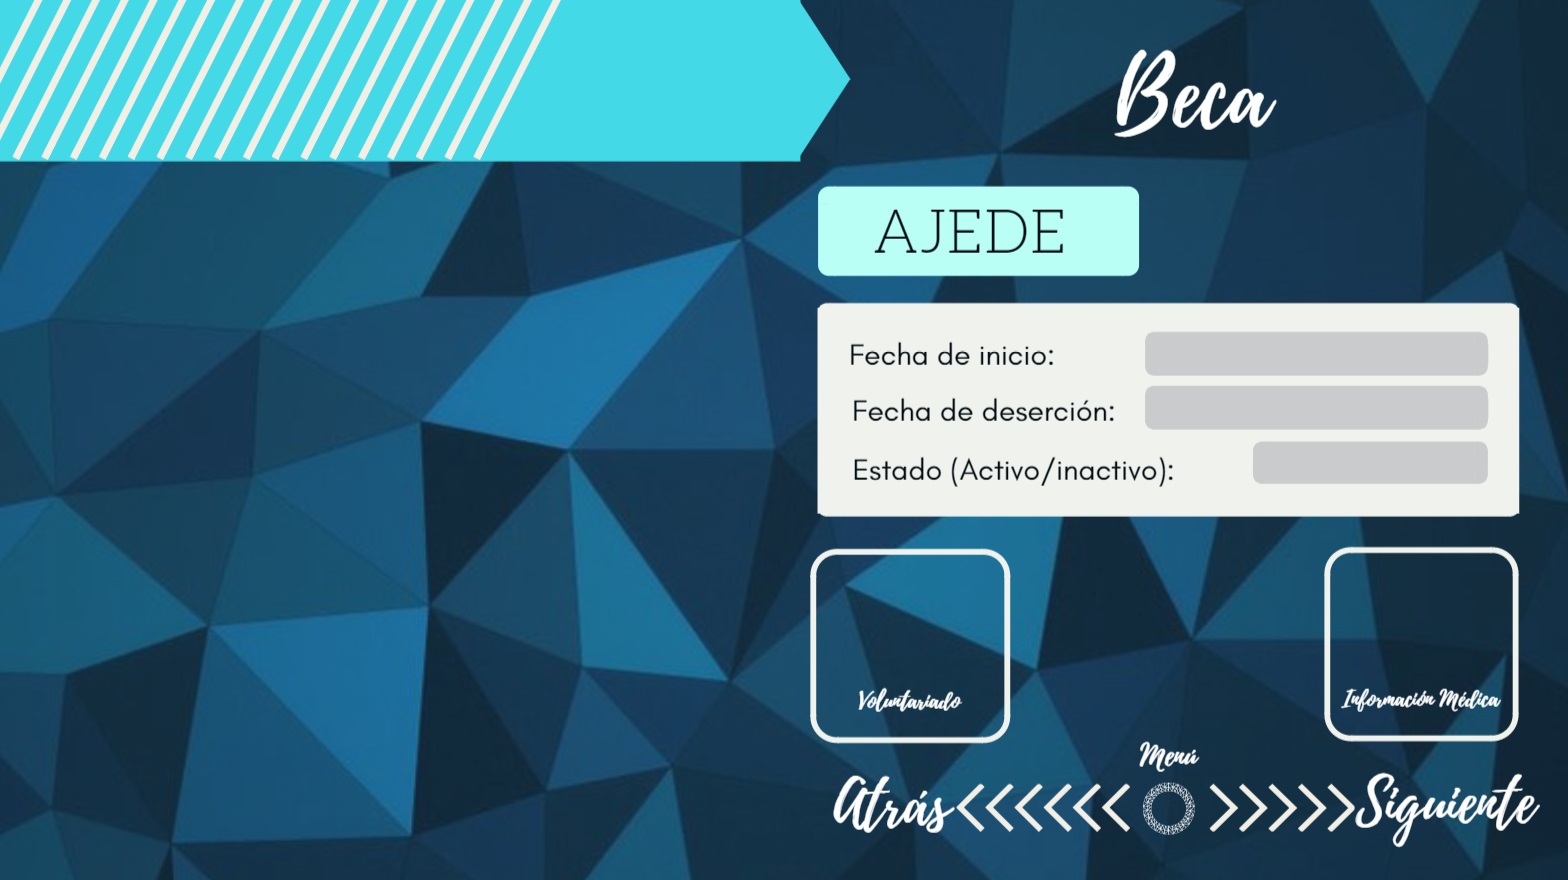 Beca
AJEDE
Fecha de inicio:
Fecha de deserción:
Estado (Activo/inactivo):
Voluntariado
Información Médica
Menú
Atrás
Siguiente